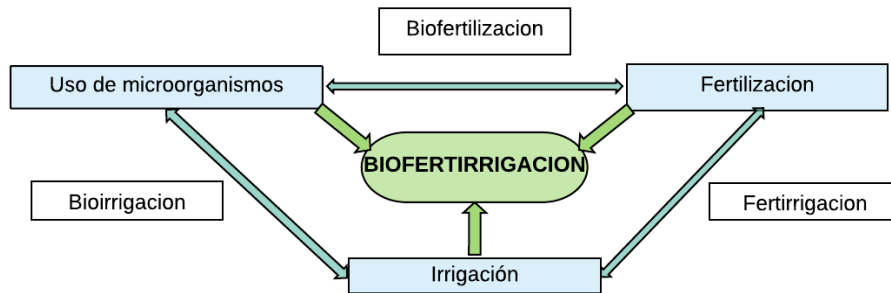 Biofertilizacion
Uso de microorganismos
Fertilizacion
BIOFERTIRRIGACION
Bioirrigacion
Fertirrigacion
Irrigación